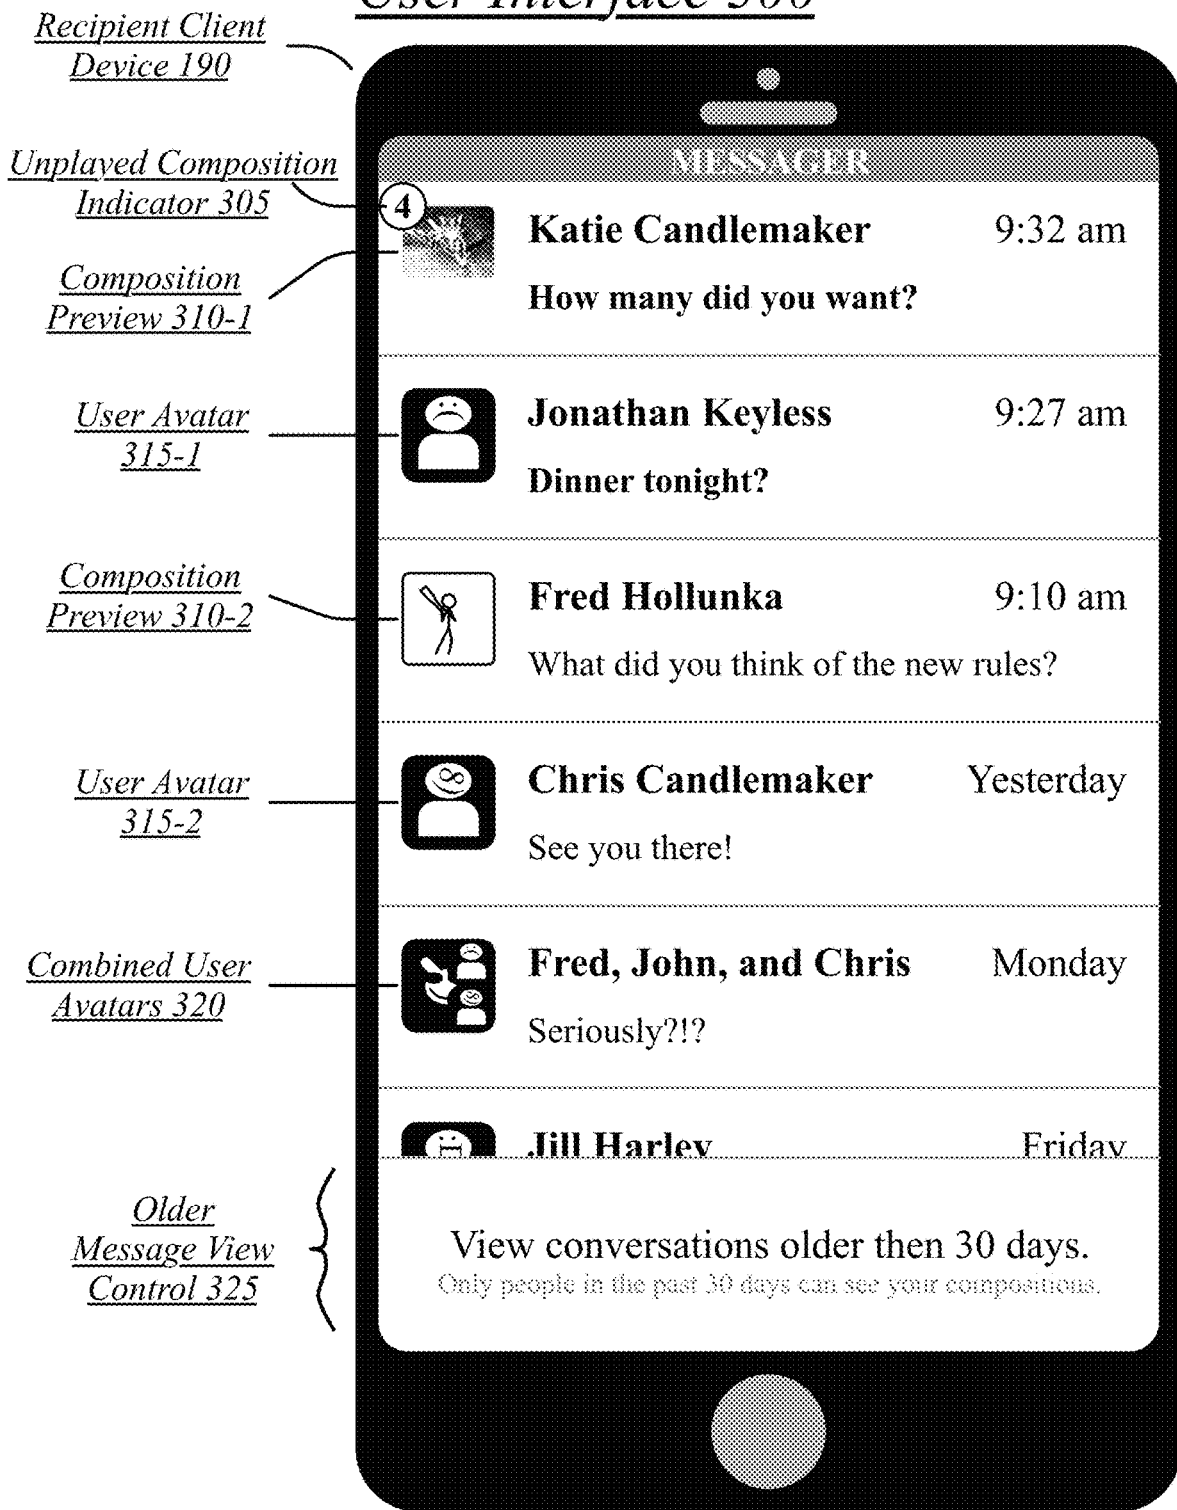 User Interface 300
Recipient Client
Device 190
MESSAGER
Unplayed Composition
Indicator 305
4
Katie Candlemaker
9:32 am
Composition
Preview 310-1
How many did you want?
User Avatar
315-1
Jonathan Keyless
9:27 am
Dinner tonight?
Composition
Preview 310-2
Fred Hollunka
9:10 am
What did you think of the new rules?
User Avatar
315-2
Chris Candlemaker
Yesterday
See you there!
Combined User
Avatars 320
Fred, John, and Chris
Monday
Seriously?!?
Jill Harley
Friday
Older
Message View
Control 325
View conversations older then 30 days.
Only people in the past 30 days can see your compositions.